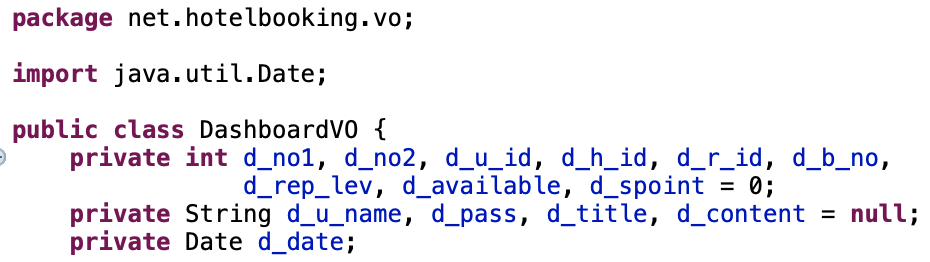 package net.hotelbooking.vo;
import java.util.Date;
public class DashboardVO {
private int d_no1, d_no2, d_u_id, d_h_id, d_r_id, d_b_no,
d_rep_lev, d_available, d_spoint = 0;
private String d_u_name, d_pass, d_title, d_content = null;
private Date d_date;